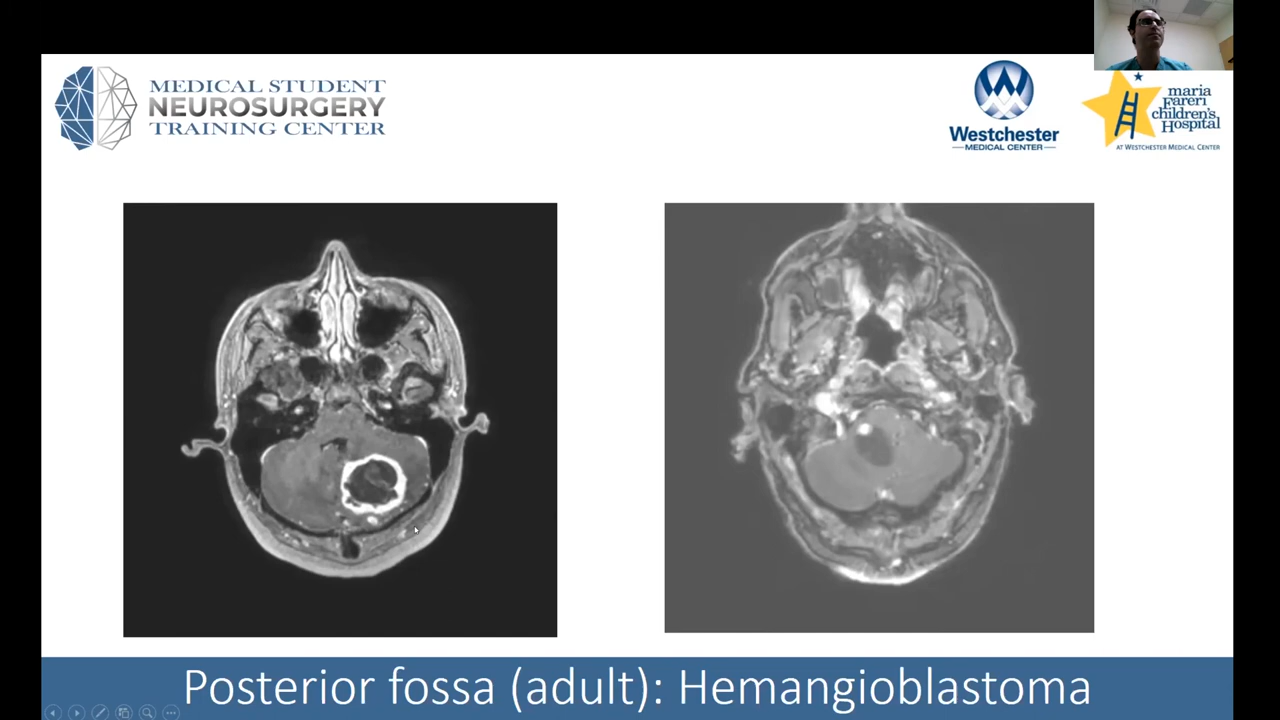 MEDICAL STUDENT
NEUROSURGERY
TRAINING CENTER
Westchester
MEDICAL CENTER
maria
fareri
children's
Hospital
AT WESTCHESTER MEDICAL CENTER
Posterior fossa (adult): Hemangioblastoma